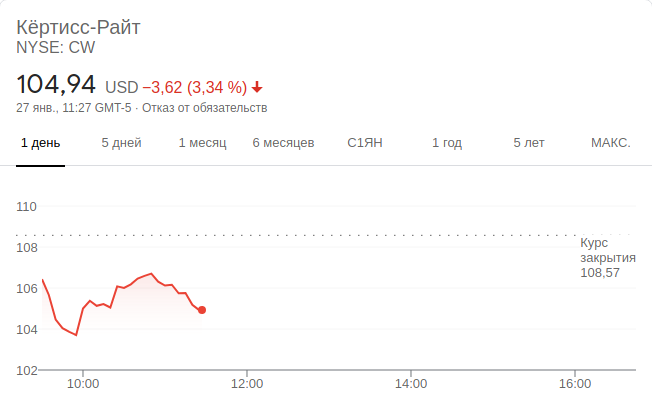 Кёртисс-Райт
NYSE: CW
104,94 USD −3,62 (3,34 %)
27 янв., 11:27 GMT-5 · Отказ от обязательств
1 день 5 дней 1 месяц 6 месяцев С1ЯН 1 год 5 лет МАКС.
110
108
Курс
закрытия
108,57
106
104
102
10:00 12:00 14:00 16:00